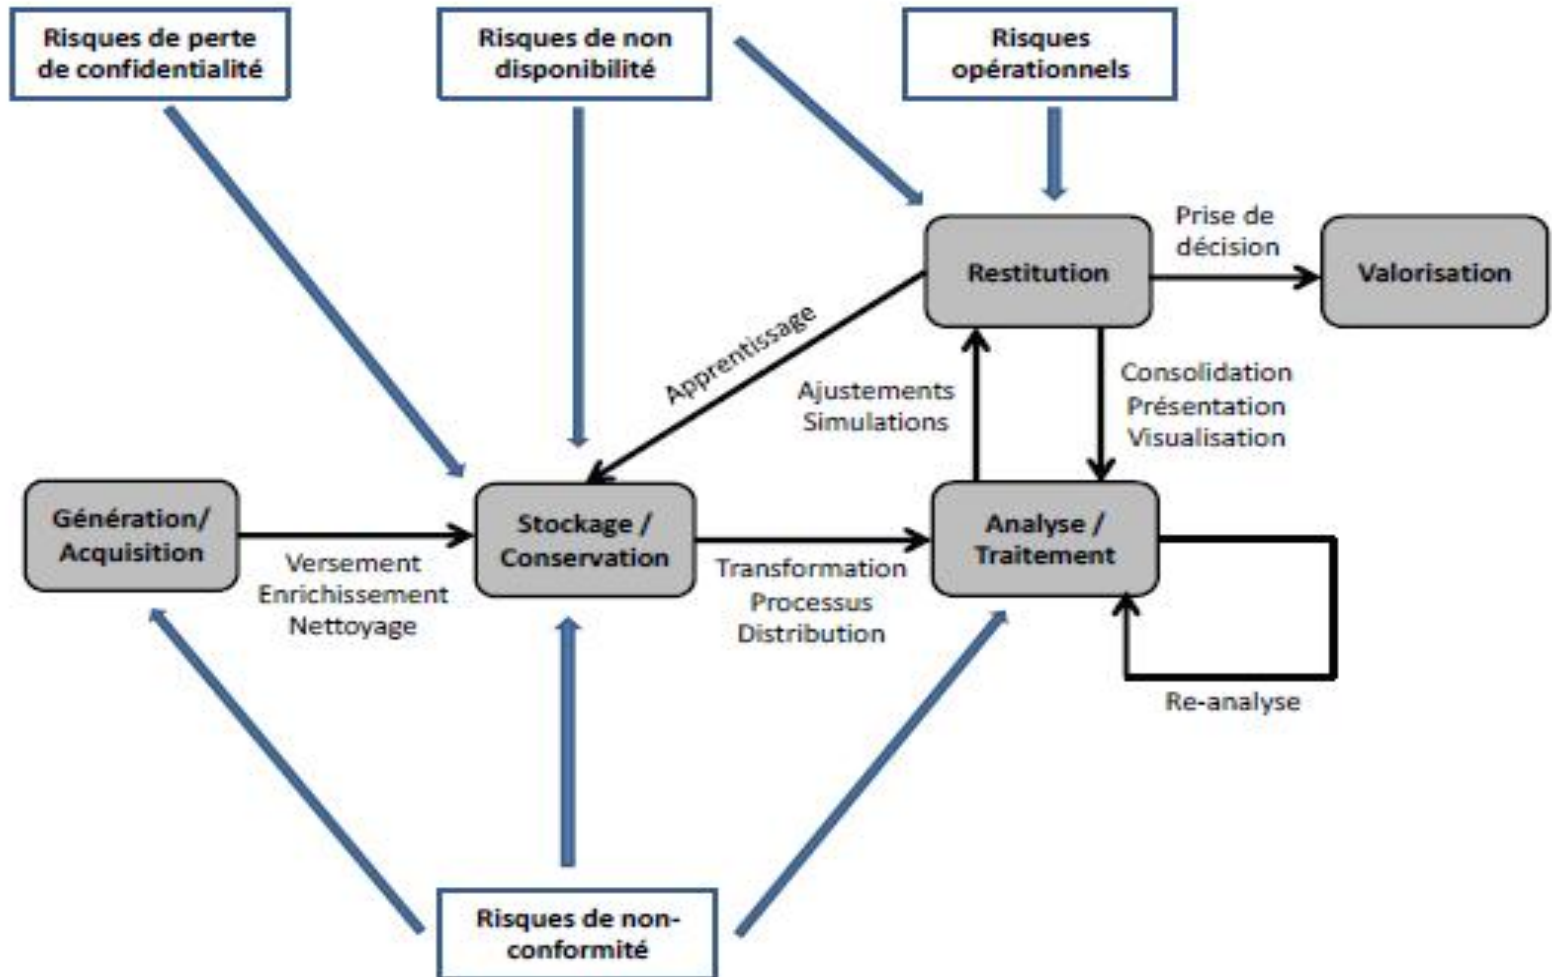 Risques de perte
de confidentialité
Risques de non
disponibilité
Risques
opérationnels
Prise de
décision
Restitution
Valorisation
Apprentissage
Ajustements
Simulations
Consolidation
Présentation
Visualisation
Génération/
Acquisition
Stockage /
Conservation
Analyse /
Traitement
Versement
Enrichissement
Nettoyage
Transformation
Processus
Distribution
Re-analyse
Risques de non-
conformité